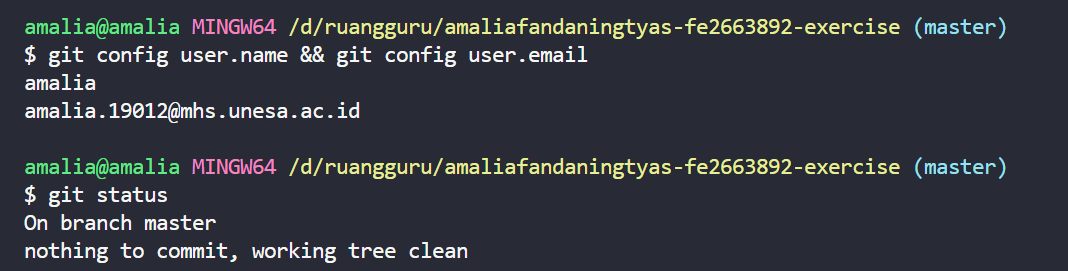 amalia@amalia MINGW64 /d/ruangguru/amaliafandaningtyas-fe2663892-exercise (master)
$ git config user.name && git config user.email
amalia
amalia.19012@mhs.unesa.ac.id
amalia@amalia MINGW64 /d/ruangguru/amaliafandaningtyas-fe2663892-exercise (master)
$ git status
On branch master
nothing to commit, working tree clean